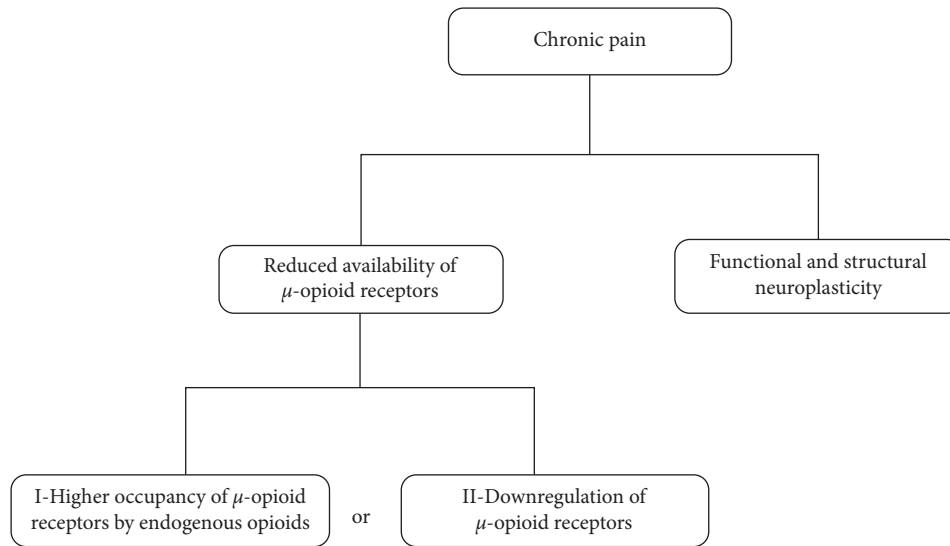 Chronic pain
Reduced availability of
μ-opioid receptors
Functional and structural
neuroplasticity
I-Higher occupancy of μ-opioid
receptors by endogenous opioids
or
II-Downregulation of
μ-opioid receptors